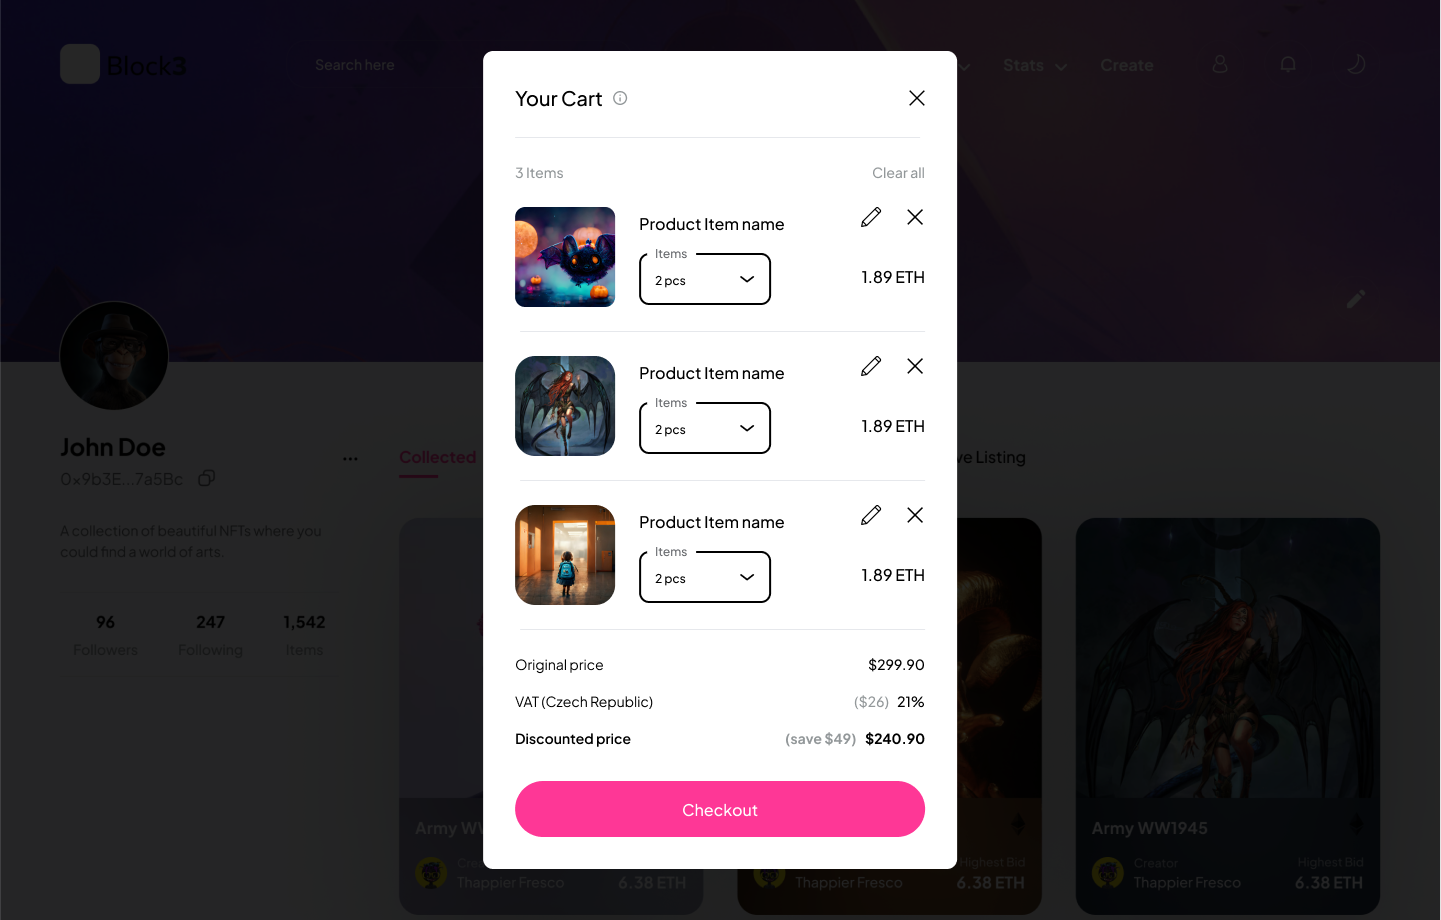 Block3
Search here
Stats
Create
Your Cart
3 Items
Clear all
Product Item name
Items
2 pcs
1.89 ETH
Product Item name
Items
2 pcs
1.89 ETH
Product Item name
Items
2 pcs
1.89 ETH
Original price
$299.90
VAT (Czech Republic)
($26) 21%
Discounted price
(save $49) $240.90
Checkout
John Doe
0x9b3E...7a5Bc
A collection of beautiful NFTs where you
could find a world of arts.
96
Followers
247
Following
1,542
Items
Collected
Listing
Army
Thappier Fresco
6.38 ETH
Highest Bid
Thappier Fresco
6.38 ETH
Army WW1945
Creator
Thappier Fresco
Highest Bid
6.38 ETH